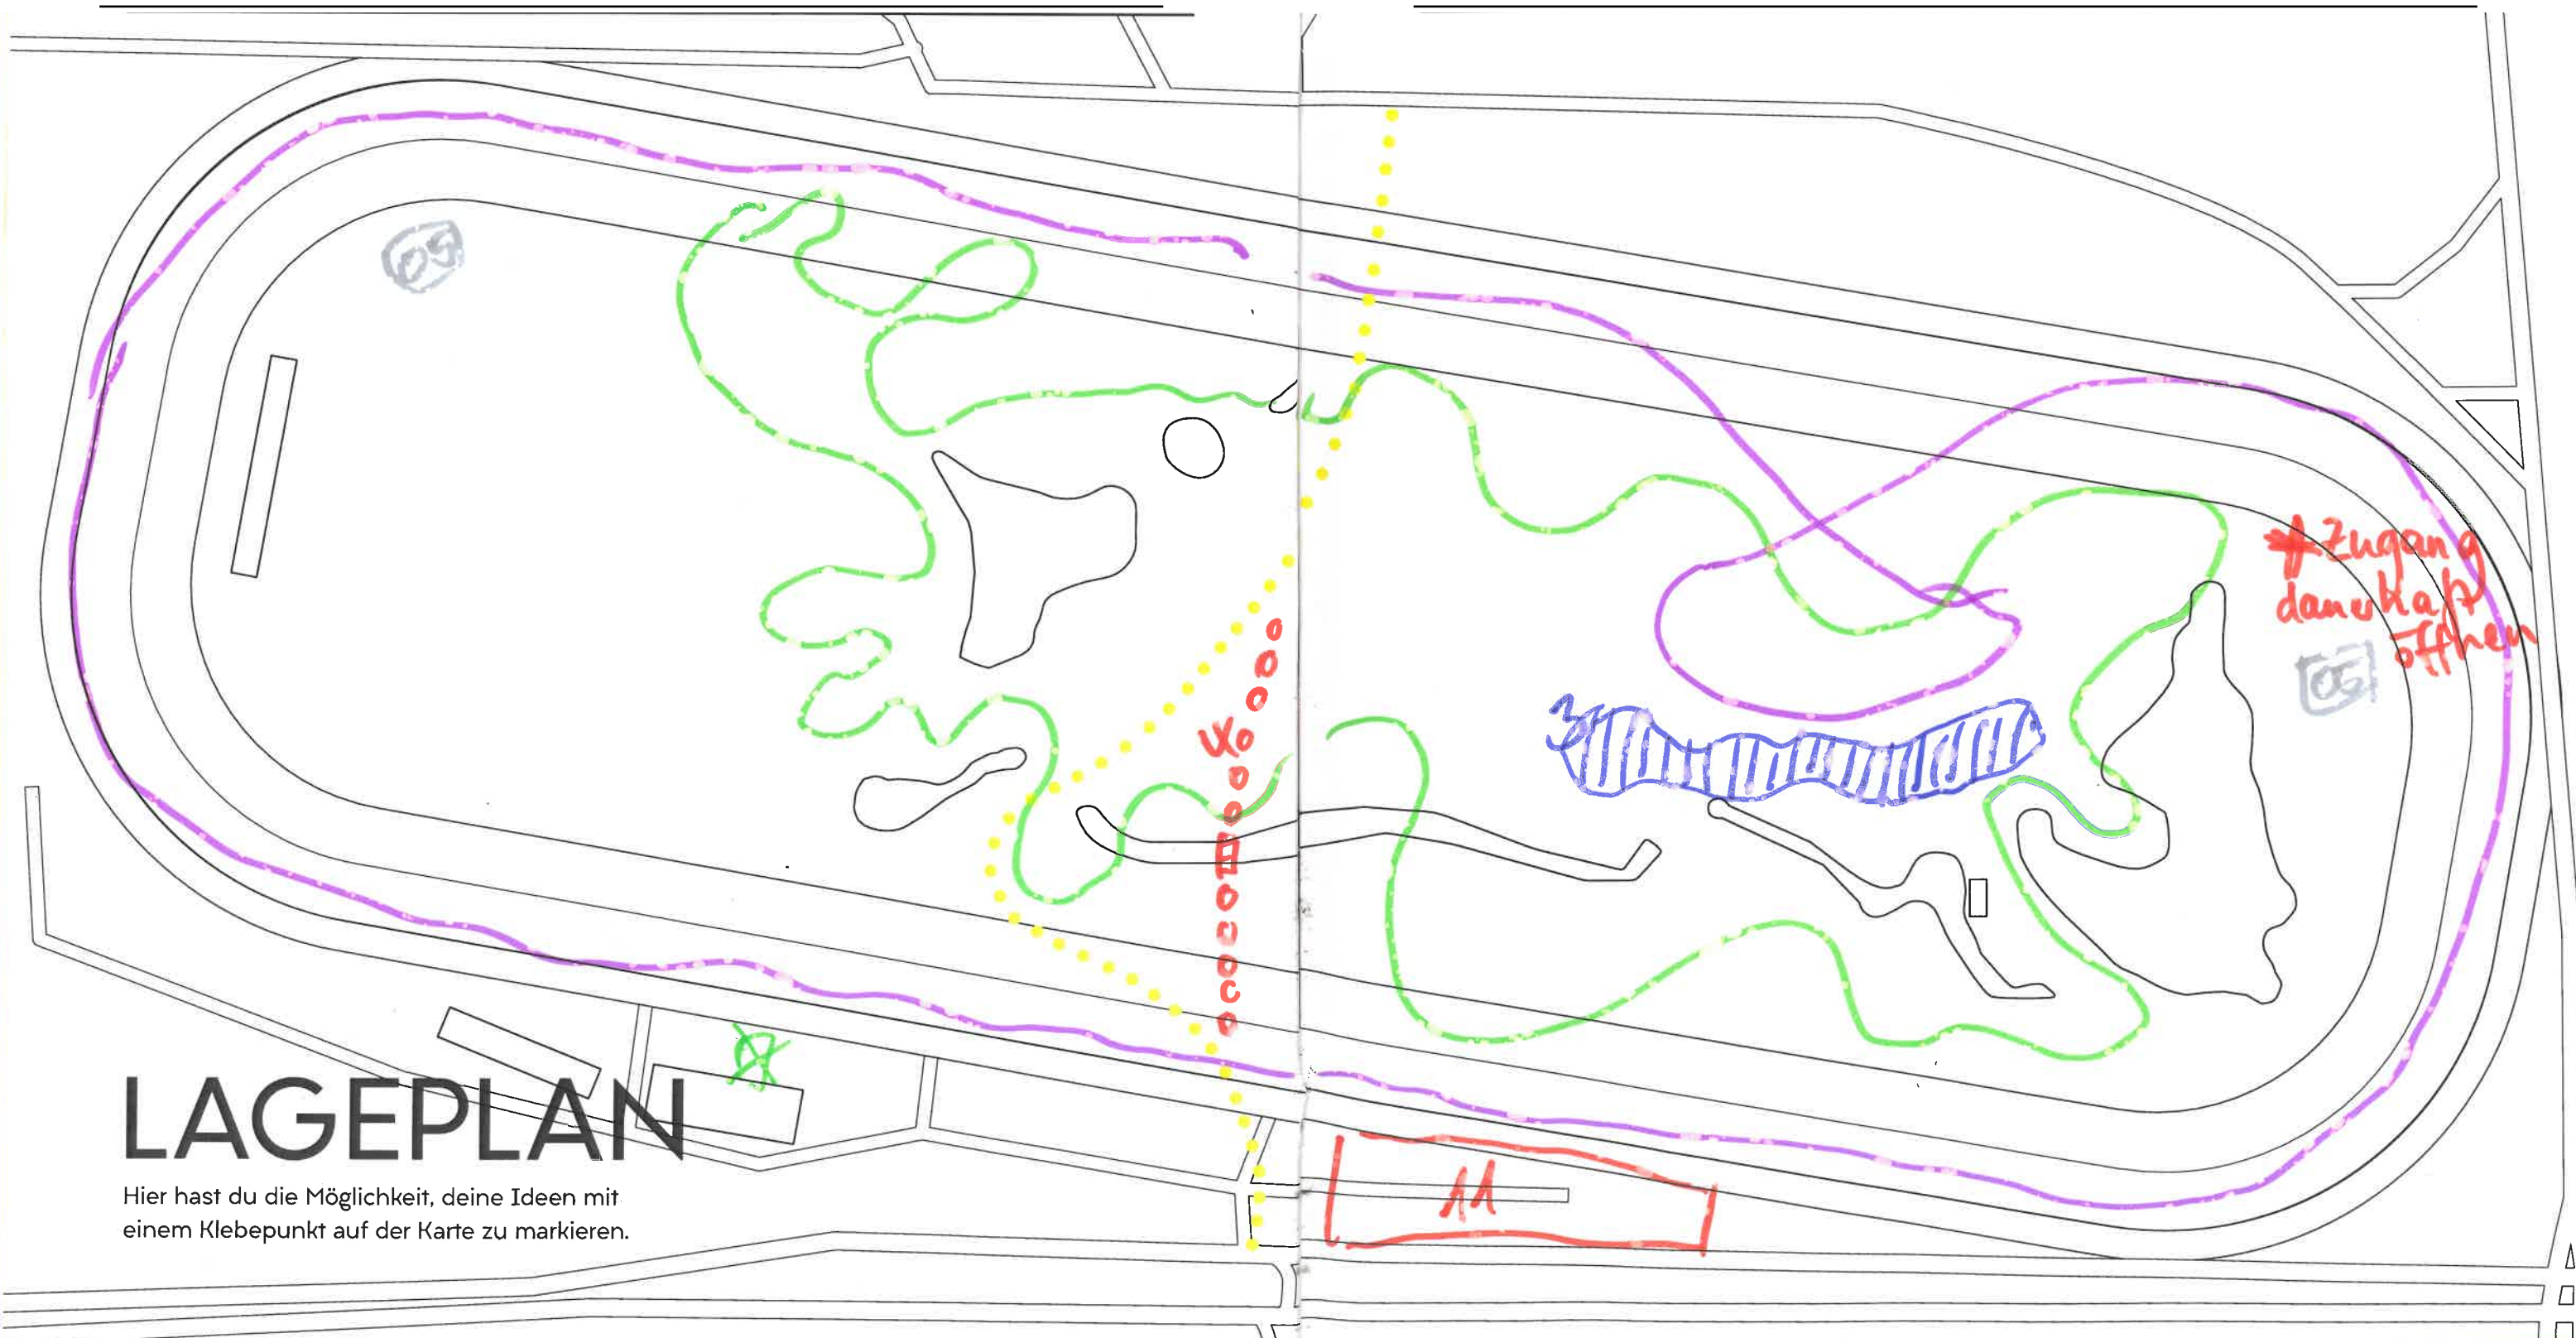 05
*Zugang
dauerhaft
öffnen
05
11
LAGEPLAN
Hier hast du die Möglichkeit, deine Ideen mit
einem Klebepunkt auf der Karte zu markieren.